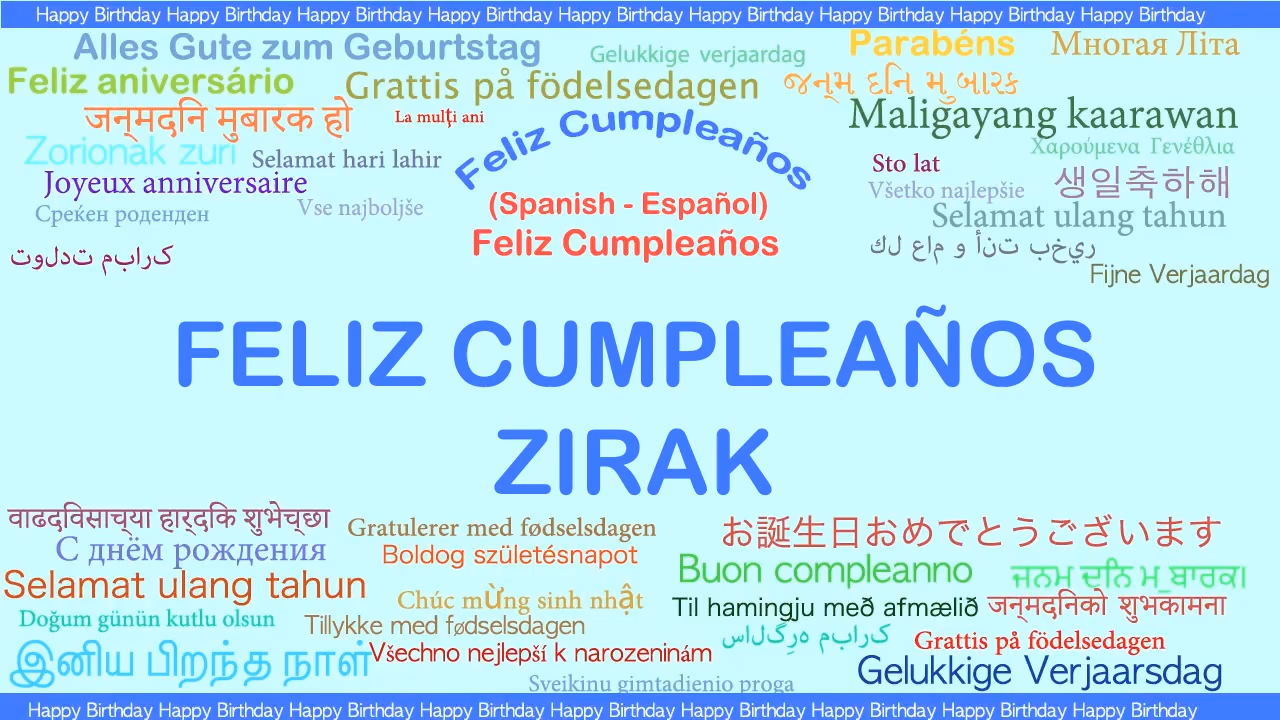 Happy Birthday Happy Birthday Happy Birthday Happy Birthday Happy Birthday Happy Birthday Happy Birthday Happy Birthday Happy Birthday
Alles Gute zum Geburtstag
Gelukkige verjaardag
Parabéns
Многая Літа
Feliz aniversário
Grattis på födelsedagen
જન્મ દિન મુબારક
जन्मदिन मुबारक हो
La mulţi ani
Feliz Cumpleaños
Maligayang kaarawan
Zorionak zuri
Selamat hari lahir
Sto lat
Χαρούμενα Γενέθλια
Joyeux anniversaire
(Spanish - Español)
Všetko najlepšie
생일축하해
Среќен роденден
Vse najboljše
Feliz Cumpleaños
Selamat ulang tahun
تولدت مبارک
كل عام و أنت بخير
Fijne Verjaardag
FELIZ CUMPLEAÑOS
ZIRAK
वाढदिवसाच्या हार्दिक शुभेच्छा
Gratulerer med fødselsdagen
お誕生日おめでとうございます
С днём рождения
Boldog születésnapot
Selamat ulang tahun
Buon compleanno
ਜਨਮ ਦਿਨ ਮੁਬਾਰਕ।
Doğum günün kutlu olsun
Chúc mừng sinh nhật
Til hamingju með afmælið
जन्मदिनको शुभकामना
Tillykke med fødselsdagen
سالگرہ مبارک
Grattis på födelsedagen
இனிய பிறந்த நாள்
Všechno nejlepší k narozeninám
Gelukkige Verjaarsdag
Sveikinu gimtadienio proga
Happy Birthday Happy Birthday Happy Birthday Happy Birthday Happy Birthday Happy Birthday Happy Birthday Happy Birthday Happy Birthday